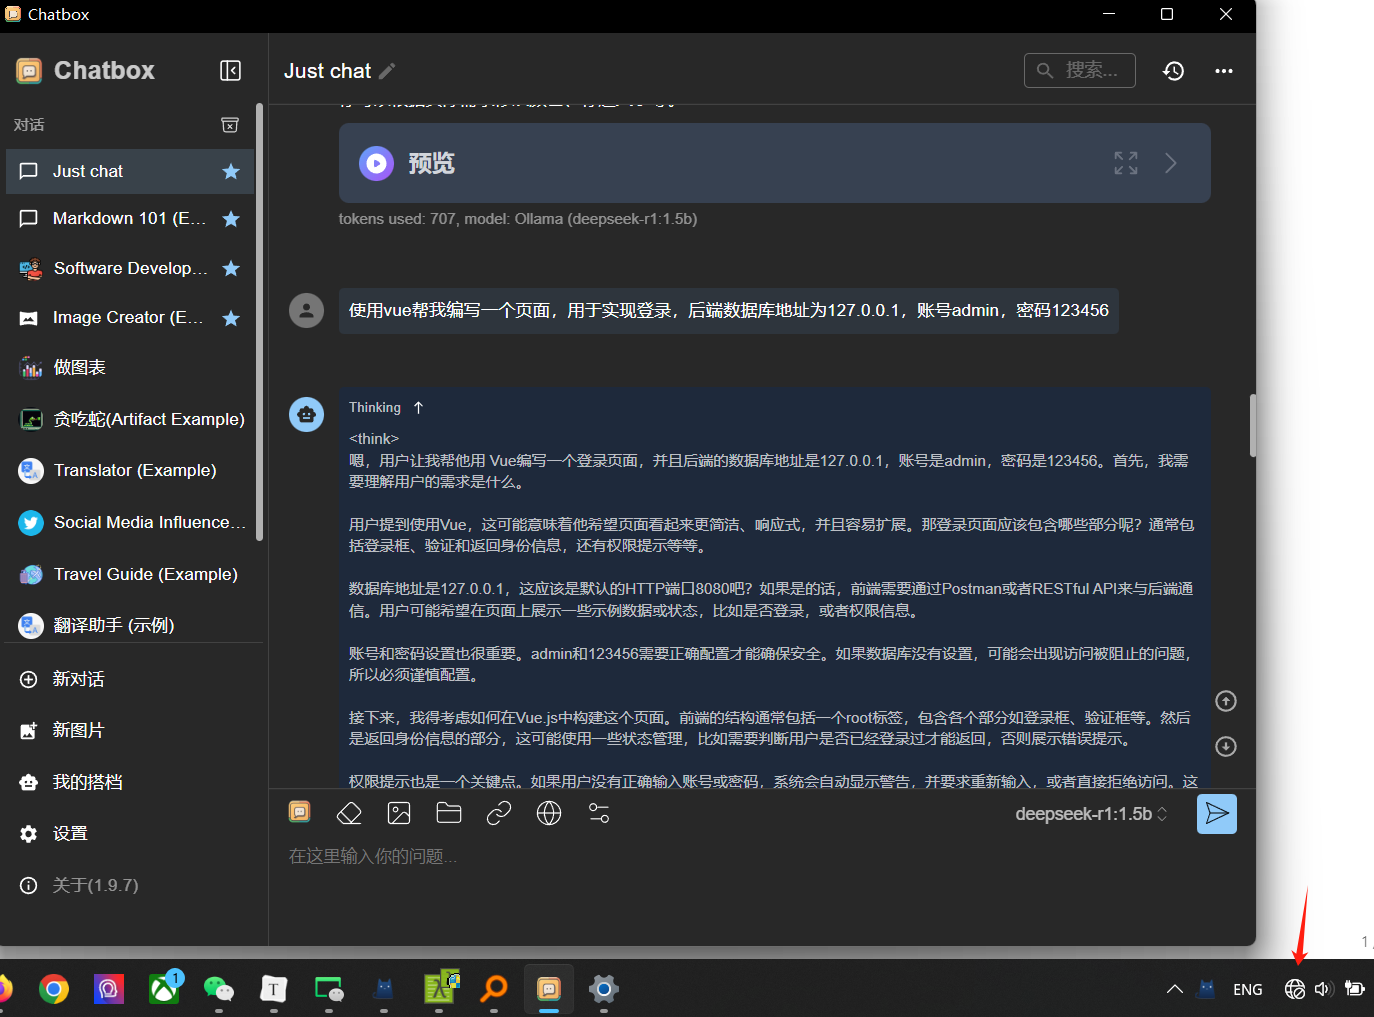 Chatbox
Chatbox
Just chat
搜索...
对话
Just chat
Markdown 101 (E...
Software Develop...
Image Creator (E...
做图表
贪吃蛇(Artifact Example)
Translator (Example)
Social Media Influence...
Travel Guide (Example)
翻译助手 (示例)
新对话
新图片
我的搭档
设置
关于(1.9.7)
预览
tokens used: 707, model: Ollama (deepseek-r1:1.5b)
使用vue帮我编写一个页面，用于实现登录，后端数据库地址为127.0.0.1，账号admin，密码123456
Thinking
<think>
嗯，用户让我帮他用 Vue编写一个登录页面，并且后端的数据库地址是127.0.0.1，账号是admin，密码是123456。首先，我需
要理解用户的需求是什么。
用户提到使用Vue，这可能意味着他希望页面看起来更简洁、响应式，并且容易扩展。那登录页面应该包含哪些部分呢？通常包
括登录框、验证和返回身份信息，还有权限提示等等。
数据库地址是127.0.0.1，这应该是默认的HTTP端口8080吧？如果是的话，前端需要通过Postman或者RESTful API来与后端通
信。用户可能希望在页面上展示一些示例数据或状态，比如是否登录，或者权限信息。
账号和密码设置也很重要。admin和123456需要正确配置才能确保安全。如果数据库没有设置，可能会出现访问被阻止的问题，
所以必须谨慎配置。
接下来，我得考虑如何在Vue.js中构建这个页面。前端的结构通常包括一个root标签，包含各个部分如登录框、验证框等。然后
是返回身份信息的部分，这可能使用一些状态管理，比如需要判断用户是否已经登录过才能返回，否则展示错误提示。
权限提示也是一个关键点。如果用户没有正确输入账号或密码，系统会自动显示警告，并要求重新输入，或者直接拒绝访问。这
deepseek-r1:1.5b
在这里输入你的问题...
1
1
T
ENG